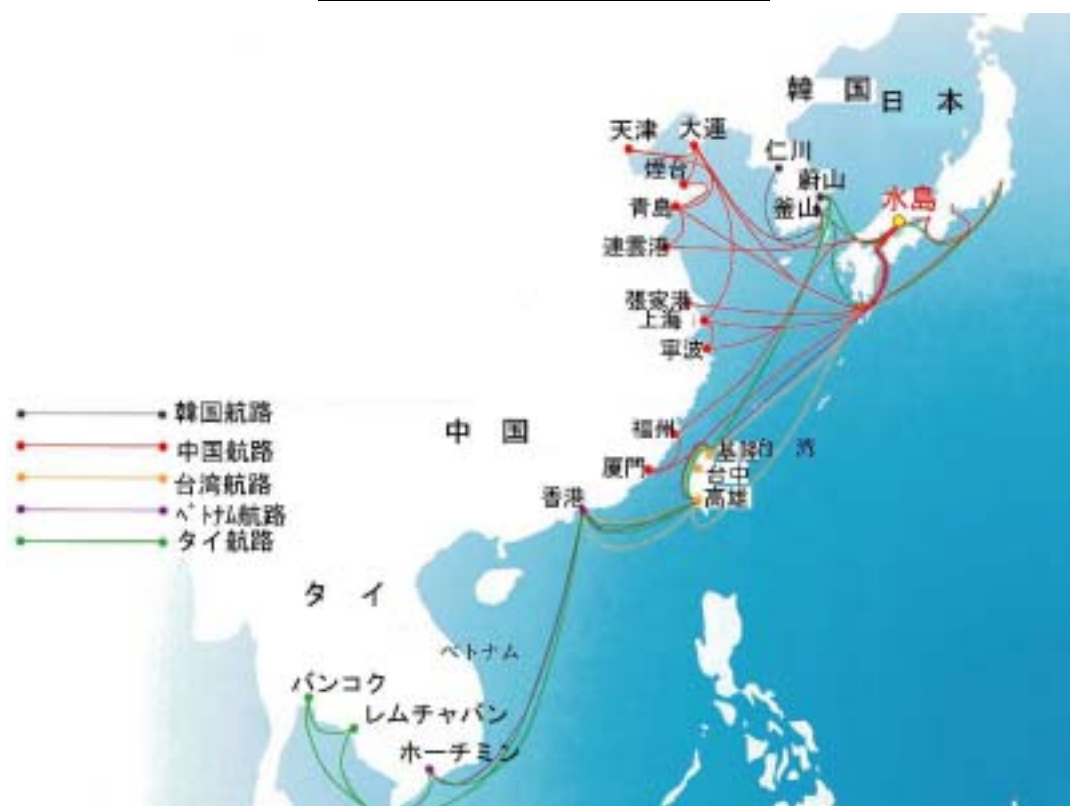 韓 国
日 本
天津
大連
仁川
煙台
蔚山
釜山
水島
青島
連雲港
張家港
上海
寧波
韓国航路
中国航路
台湾航路
ベトナム航路
タイ航路
中 国
福州
基隆
台 湾
厦門
台中
香港
高雄
タ イ
ベトナム
バンコク
レムチャバン
ホーチミン